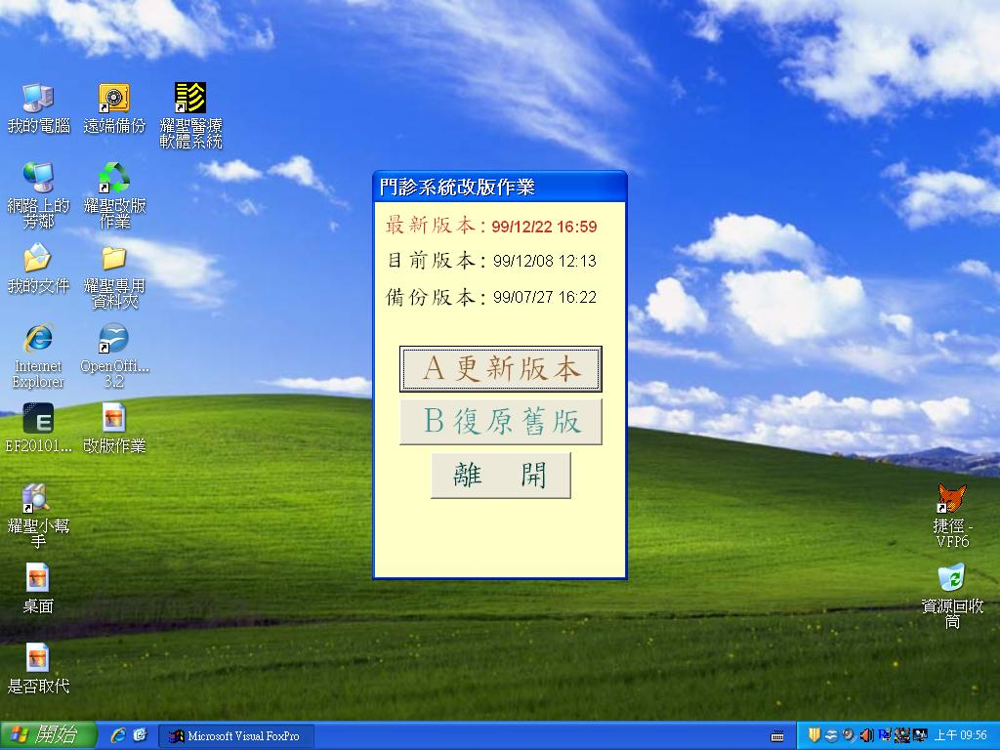 我的電腦
遠端備份
耀聖醫療
軟體系統
網路上的
芳鄰
耀聖改版
作業
我的文件
耀聖專用
資料夾
Internet
Explorer
OpenOffi...
3.2
EF20101...
改版作業
耀聖小幫
手
桌面
是否取代
門診系統改版作業
最新版本: 99/12/22 16:59
目前版本: 99/12/08 12:13
備份版本: 99/07/27 16:22
A 更新版本
B 復原舊版
離 開
捷徑 -
VFP6
資源回收
筒
開始
Microsoft Visual FoxPro
上午 09:56